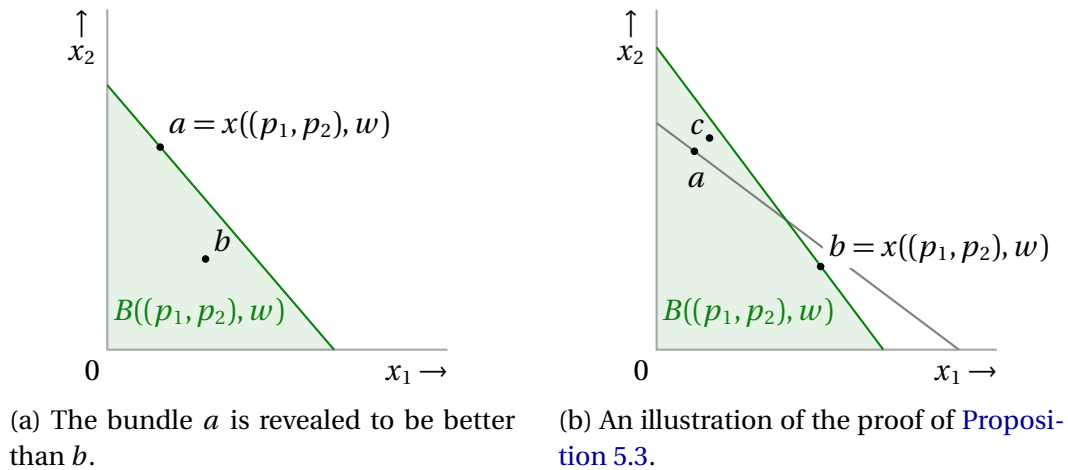 ↑
x₂
a = x((p₁, p₂), w)
b
B((p₁, p₂), w)
0
x₁ →
(a) The bundle a is revealed to be better
than b.
↑
x₂
c
a
b = x((p₁, p₂), w)
B((p₁, p₂), w)
0
x₁ →
(b) An illustration of the proof of Proposi-
tion 5.3.